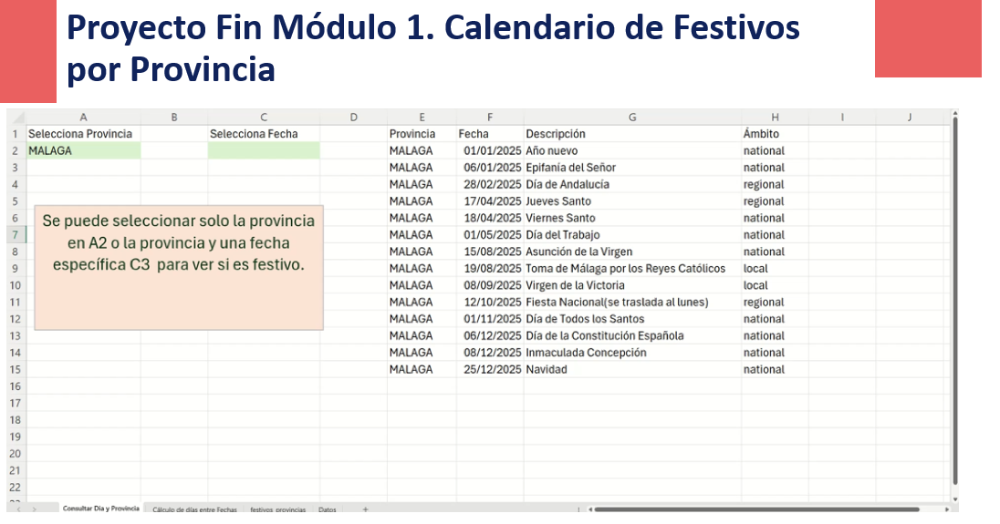 Proyecto Fin Módulo 1. Calendario de Festivos
por Provincia
A B C D E F G H I J
1 Selecciona Provincia Selecciona Fecha Provincia Fecha Descripción Ámbito
2 MALAGA MALAGA 01/01/2025 Año nuevo national
3 MALAGA 06/01/2025 Epifanía del Señor national
4 MALAGA 28/02/2025 Día de Andalucía regional
5 MALAGA 17/04/2025 Jueves Santo regional
6 MALAGA 18/04/2025 Viernes Santo national
7 MALAGA 01/05/2025 Día del Trabajo national
8 MALAGA 15/08/2025 Asunción de la Virgen national
9 MALAGA 19/08/2025 Toma de Málaga por los Reyes Católicos local
10 MALAGA 08/09/2025 Virgen de la Victoria local
11 MALAGA 12/10/2025 Fiesta Nacional(se traslada al lunes) regional
12 MALAGA 01/11/2025 Día de Todos los Santos national
13 MALAGA 06/12/2025 Día de la Constitución Española national
14 MALAGA 08/12/2025 Inmaculada Concepción national
15 MALAGA 25/12/2025 Navidad national
Se puede seleccionar solo la provincia
en A2 o la provincia y una fecha
específica C3 para ver si es festivo.
16
17
18
19
20
21
22
23
Consultar Dia y Provincia Cálculo de días entre Fechas festivos_provincias Datos +